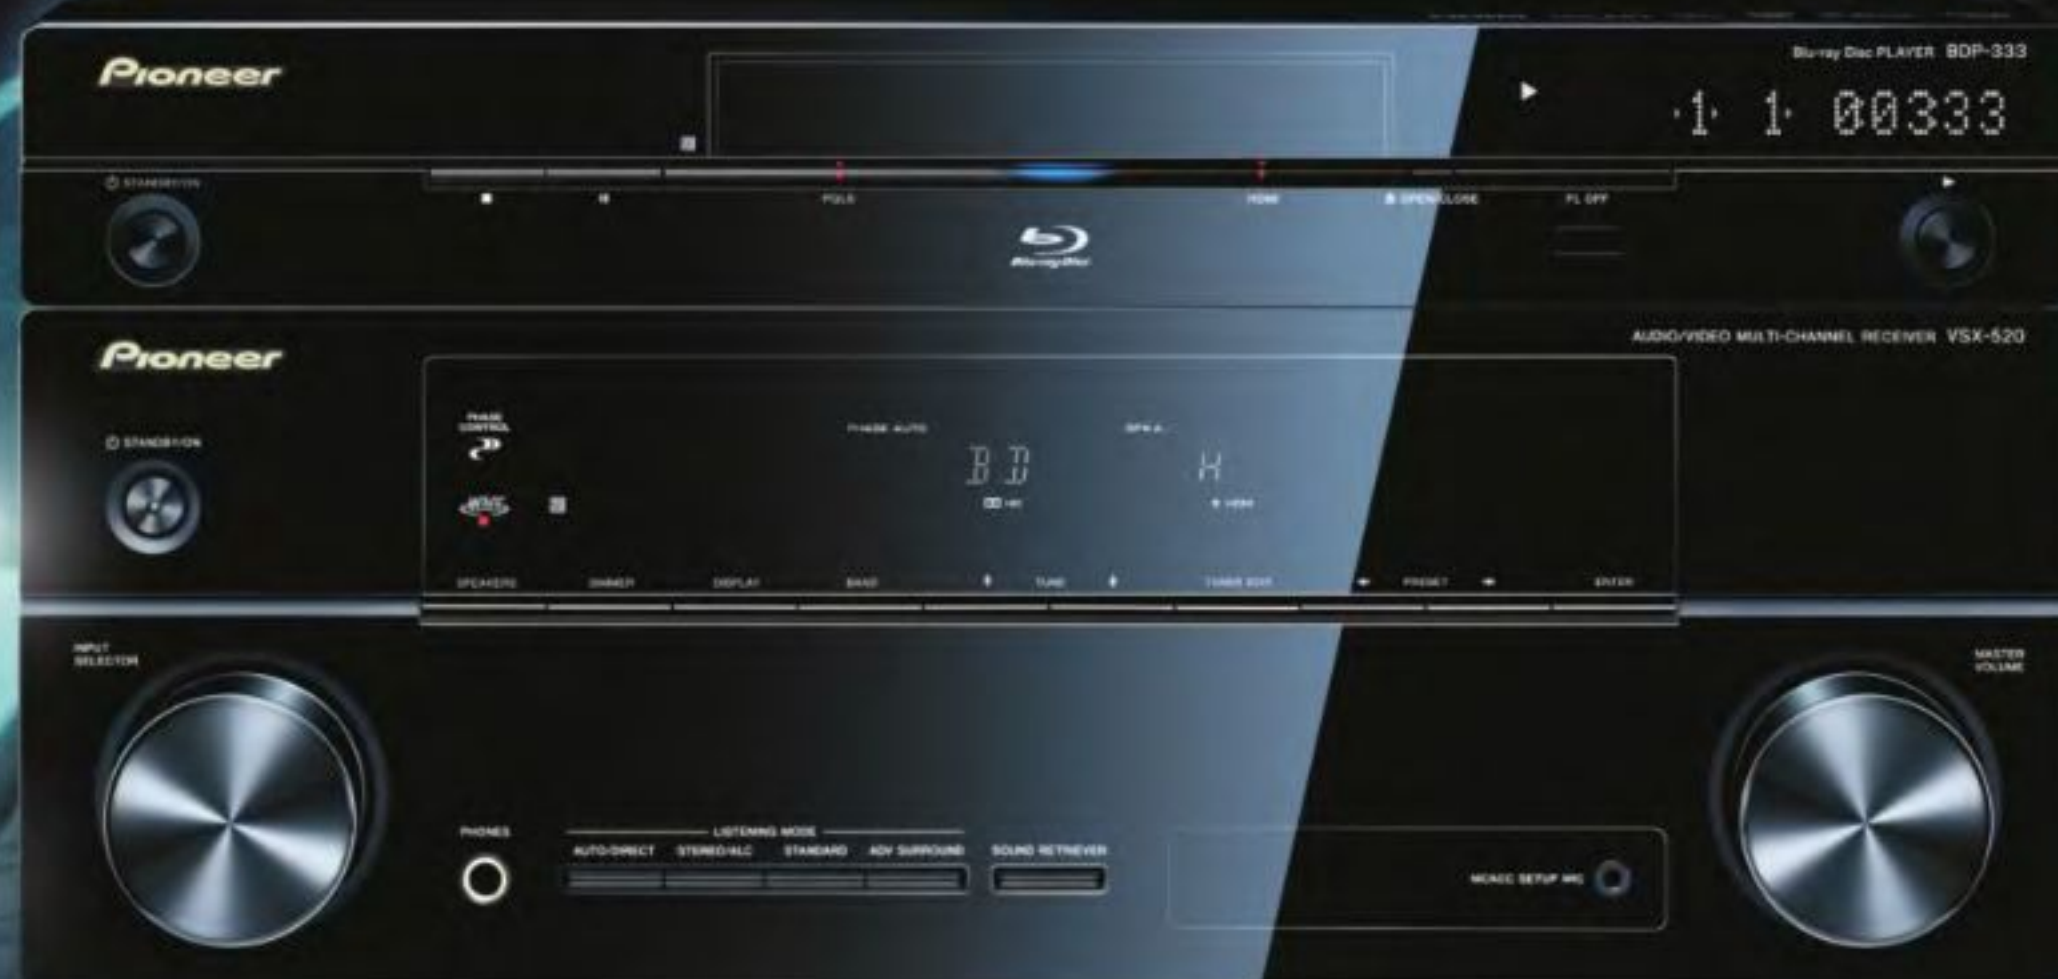 Pioneer
Blu-ray Disc PLAYER BDP-333
1 1 00333
STANDBY/ON
PQLS
HDMI
OPEN/CLOSE
FL OFF
Blu-ray Disc
Pioneer
AUDIO/VIDEO MULTI-CHANNEL RECEIVER VSX-520
STANDBY/ON
PHASE
CONTROL
PHASE AUTO
BD H
HDMI
SPEAKERS DIMMER DISPLAY BAND TUNE TUNER EDIT PRESET ENTER
INPUT
SELECTOR
MASTER
VOLUME
PHONES
LISTENING MODE
AUTO/DIRECT STEREO/ALC STANDARD ADV SURROUND SOUND RETRIEVER
MCACC SETUP MIC